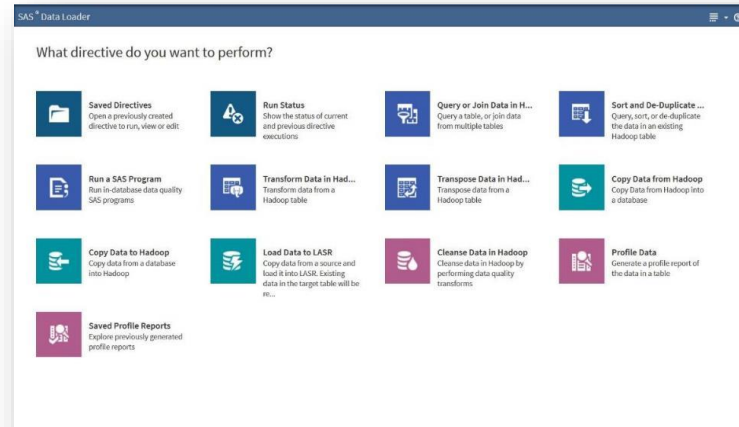 SAS® Data Loader
What directive do you want to perform?
Saved Directives
Open a previously created
directive to run, view or edit
Run Status
Show the status of current
and previous directive
executions
Query or Join Data in H...
Query a table, or join data
from multiple tables
Sort and De-Duplicate ...
Query, sort, or de-duplicate
the data in an existing
Hadoop table
Run a SAS Program
Run in-database data quality
SAS programs
Transform Data in Had...
Transform data from a
Hadoop table
Transpose Data in Had...
Transpose data from a
Hadoop table
Copy Data from Hadoop
Copy Data from Hadoop into
a database
Copy Data to Hadoop
Copy data from a database
into Hadoop
Load Data to LASR
Copy data from a source and
load it into LASR. Existing
data in the target table will be
re...
Cleanse Data in Hadoop
Cleanse data in Hadoop by
performing data quality
transforms
Profile Data
Generate a profile report of
the data in a table
Saved Profile Reports
Explore previously generated
profile reports